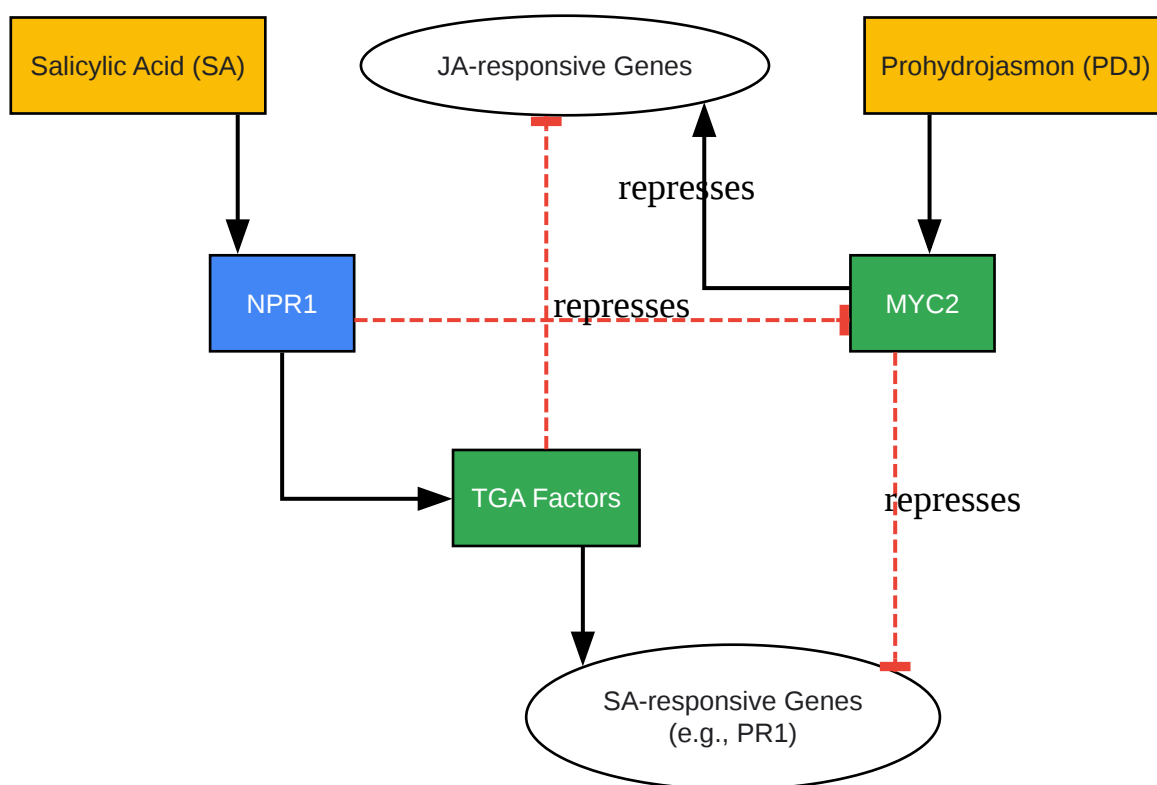 Salicylic Acid (SA)
JA-responsive Genes
Prohydrojasmon (PDJ)
represses
NPR1
represses
MYC2
TGA Factors
represses
SA-responsive Genes
(e.g., PR1)